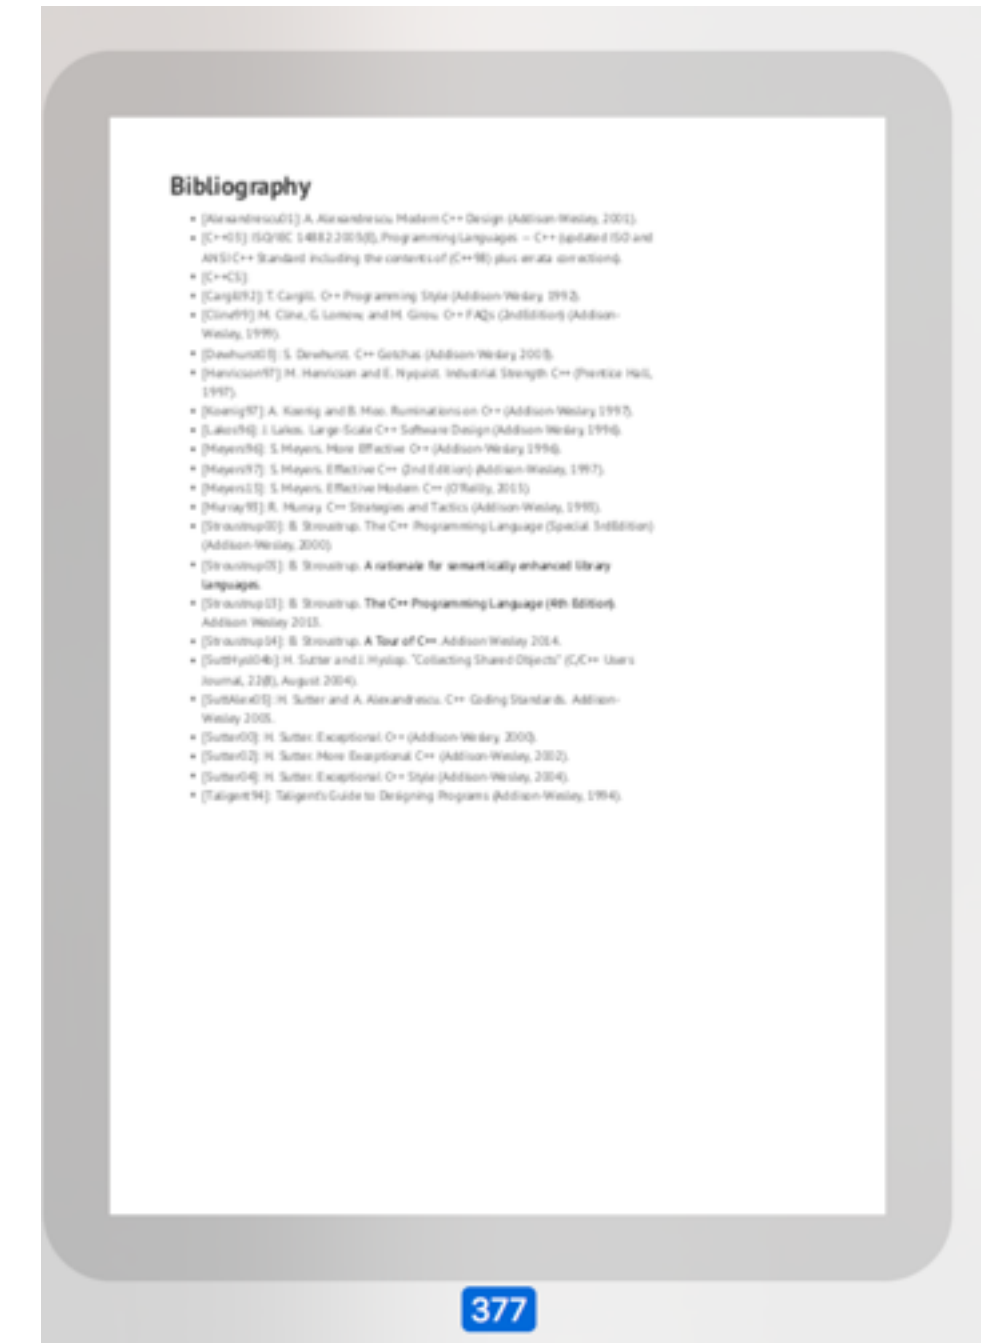 Bibliography
• [Alexandrescu01]: A. Alexandrescu. Modern C++ Design (Addison-Wesley, 2001).
• [C++03]: ISO/IEC 14882:2003(E), Programming Languages — C++ (updated ISO and
ANSI C++ Standard including the contents of (C++98) plus errata corrections).
• [C++CS]:
• [Cargill92]: T. Cargill. C++ Programming Style (Addison-Wesley, 1992).
• [Cline99]: M. Cline, G. Lomow, and M. Girou. C++ FAQs (2ndEdition) (Addison-
Wesley, 1999).
• [Dewhurst03]: S. Dewhurst. C++ Gotchas (Addison-Wesley, 2003).
• [Henricson97]: M. Henricson and E. Nyquist. Industrial Strength C++ (Prentice Hall,
1997).
• [Koenig97]: A. Koenig and B. Moo. Ruminations on C++ (Addison-Wesley, 1997).
• [Lakos96]: J. Lakos. Large-Scale C++ Software Design (Addison-Wesley, 1996).
• [Meyers96]: S. Meyers. More Effective C++ (Addison-Wesley, 1996).
• [Meyers97]: S. Meyers. Effective C++ (2nd Edition) (Addison-Wesley, 1997).
• [Meyers15]: S. Meyers. Effective Modern C++ (O'Reilly, 2015).
• [Murray93]: R. Murray. C++ Strategies and Tactics (Addison-Wesley, 1993).
• [Stroustrup00]: B. Stroustrup. The C++ Programming Language (Special 3rdEdition)
(Addison-Wesley, 2000).
• [Stroustrup05]: B. Stroustrup. A rationale for semantically enhanced library
languages.
• [Stroustrup13]: B. Stroustrup. The C++ Programming Language (4th Edition).
Addison Wesley 2013.
• [Stroustrup14]: B. Stroustrup. A Tour of C++. Addison Wesley 2014.
• [SuttHysl04b]: H. Sutter and J. Hyslop. "Collecting Shared Objects" (C/C++ Users
Journal, 22(8), August 2004).
• [SuttAlex05]: H. Sutter and A. Alexandrescu. C++ Coding Standards. Addison-
Wesley 2005.
• [Sutter00]: H. Sutter. Exceptional C++ (Addison-Wesley, 2000).
• [Sutter02]: H. Sutter. More Exceptional C++ (Addison-Wesley, 2002).
• [Sutter04]: H. Sutter. Exceptional C++ Style (Addison-Wesley, 2004).
• [Taligent94]: Taligent's Guide to Designing Programs (Addison-Wesley, 1994).
377